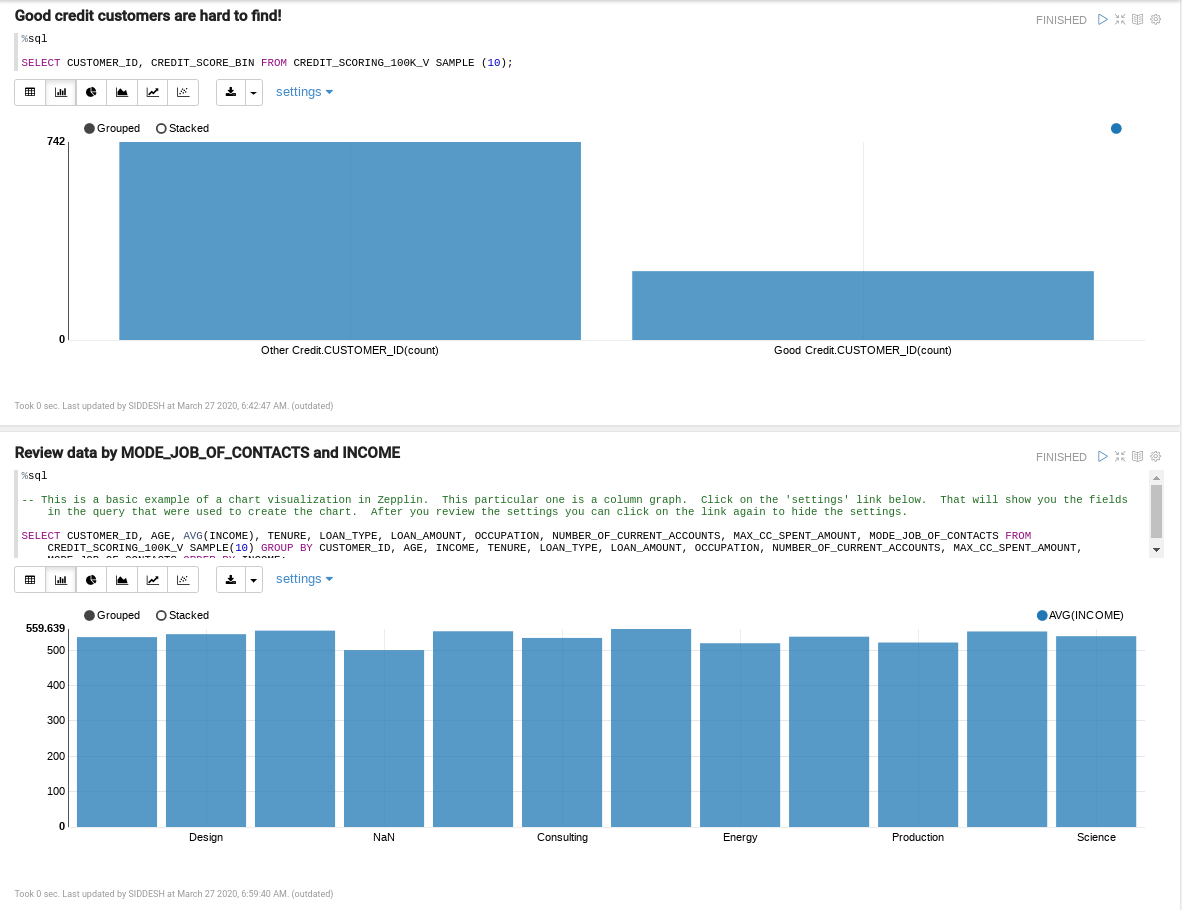 Good credit customers are hard to find!
FINISHED
%sql
SELECT CUSTOMER_ID, CREDIT_SCORE_BIN FROM CREDIT_SCORING_100K_V SAMPLE (10);
settings
Grouped Stacked
742
0
Other Credit.CUSTOMER_ID(count) Good Credit.CUSTOMER_ID(count)
Took 0 sec. Last updated by SIDDESH at March 27 2020, 6:42:47 AM. (outdated)
Review data by MODE_JOB_OF_CONTACTS and INCOME
FINISHED
%sql
-- This is a basic example of a chart visualization in Zepplin. This particular one is a column graph. Click on the 'settings' link below. That will show you the fields
in the query that were used to create the chart. After you review the settings you can click on the link again to hide the settings.
SELECT CUSTOMER_ID, AGE, AVG(INCOME), TENURE, LOAN_TYPE, LOAN_AMOUNT, OCCUPATION, NUMBER_OF_CURRENT_ACCOUNTS, MAX_CC_SPENT_AMOUNT, MODE_JOB_OF_CONTACTS FROM
CREDIT_SCORING_100K_V SAMPLE(10) GROUP BY CUSTOMER_ID, AGE, INCOME, TENURE, LOAN_TYPE, LOAN_AMOUNT, OCCUPATION, NUMBER_OF_CURRENT_ACCOUNTS, MAX_CC_SPENT_AMOUNT,
MODE_JOB_OF_CONTACTS ORDER BY INCOME;
settings
Grouped Stacked AVG(INCOME)
559.639
500
400
300
200
100
0
Design NaN Consulting Energy Production Science
Took 0 sec. Last updated by SIDDESH at March 27 2020, 6:59:40 AM. (outdated)